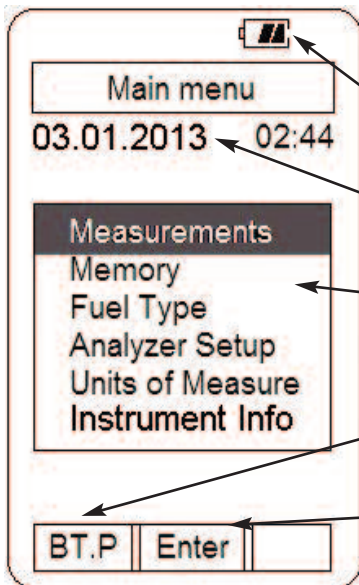 Main menu
03.01.2013 02:44
Measurements
Memory
Fuel Type
Analyzer Setup
Units of Measure
Instrument Info
BT.P Enter